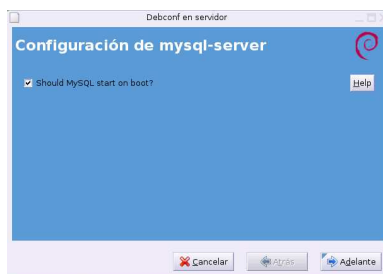 Debconf en servidor
Configuración de mysql-server
Should MySQL start on boot?
Help
Cancelar
Atrás
Adelante